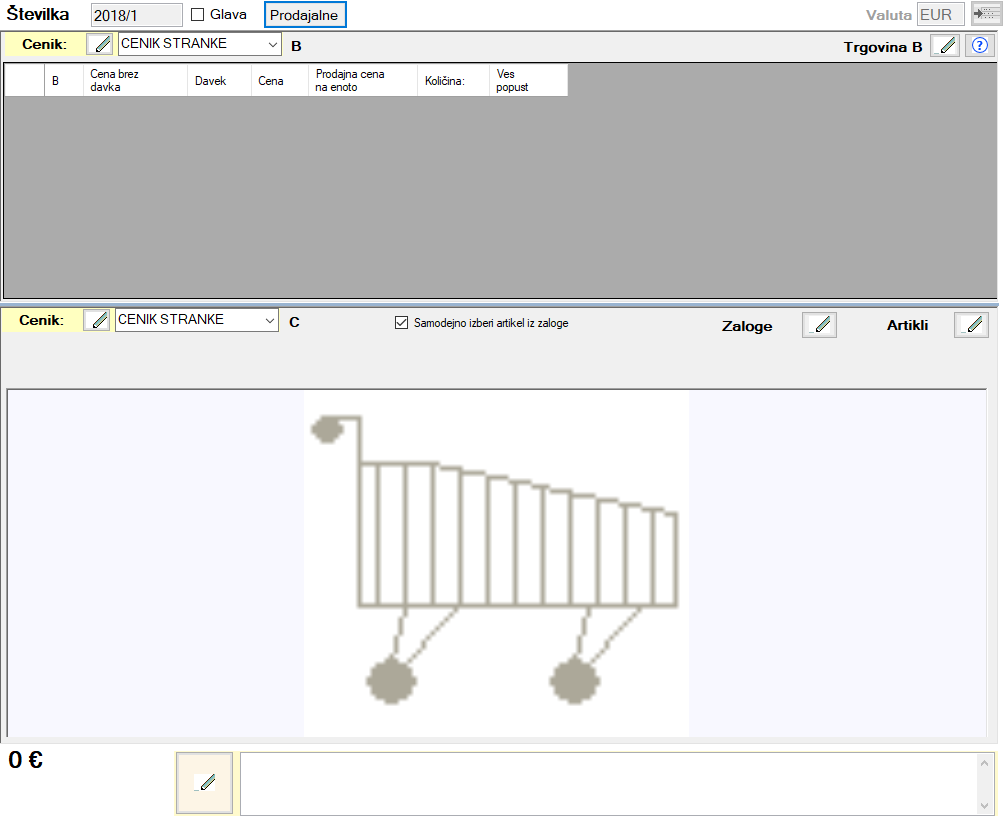 Številka 2018/1 Glava Prodajalne Valuta EUR
Cenik: CENIK STRANKE B Trgovina B ?
B Cena brez davka Davek Cena Prodajna cena na enoto Količina: Ves popust
Cenik: CENIK STRANKE C Samodejno izberi artikel iz zaloge Zaloge Artikli
0 €